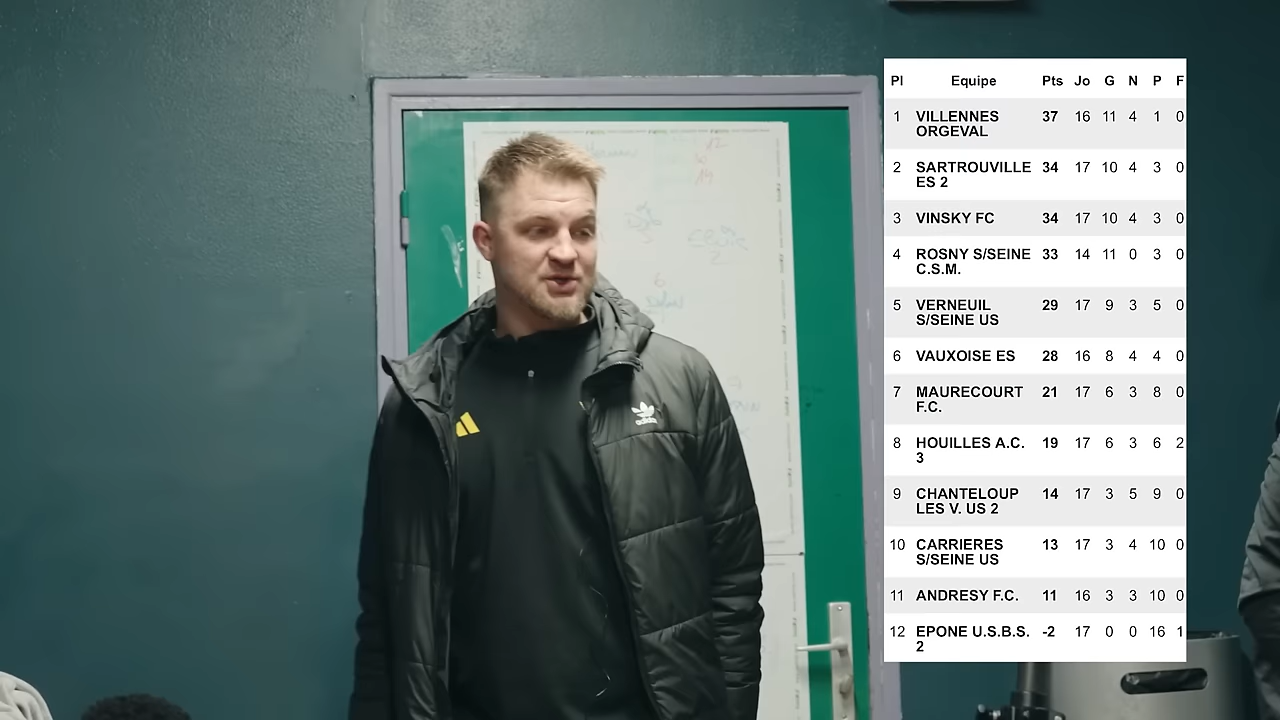 Pl Equipe Pts Jo G N P F
1 VILLENNES ORGEVAL 37 16 11 4 1 0
2 SARTROUVILLE ES 2 34 17 10 4 3 0
3 VINSKY FC 34 17 10 4 3 0
4 ROSNY S/SEINE C.S.M. 33 14 11 0 3 0
5 VERNEUIL S/SEINE US 29 17 9 3 5 0
6 VAUXOISE ES 28 16 8 4 4 0
7 MAURECOURT F.C. 21 17 6 3 8 0
8 HOUILLES A.C. 3 19 17 6 3 6 2
9 CHANTELOUP LES V. US 2 14 17 3 5 9 0
10 CARRIERES S/SEINE US 13 17 3 4 10 0
11 ANDRESY F.C. 11 16 3 3 10 0
12 EPONE U.S.B.S. 2 -2 17 0 0 16 1
adidas